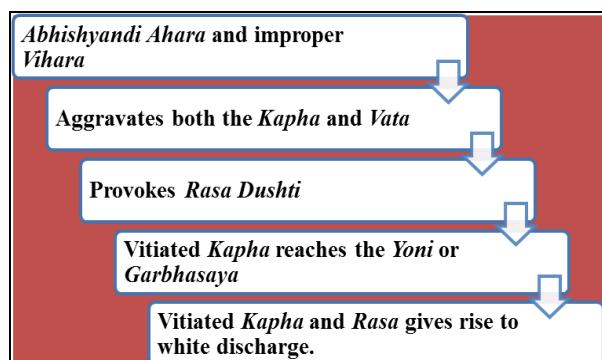 Abhishyandi Ahara and improper
Vihara
Aggravates both the Kapha and Vata
Provokes Rasa Dushti
Vitiated Kapha reaches the Yoni or
Garbhasaya
Vitiated Kapha and Rasa gives rise to
white discharge.